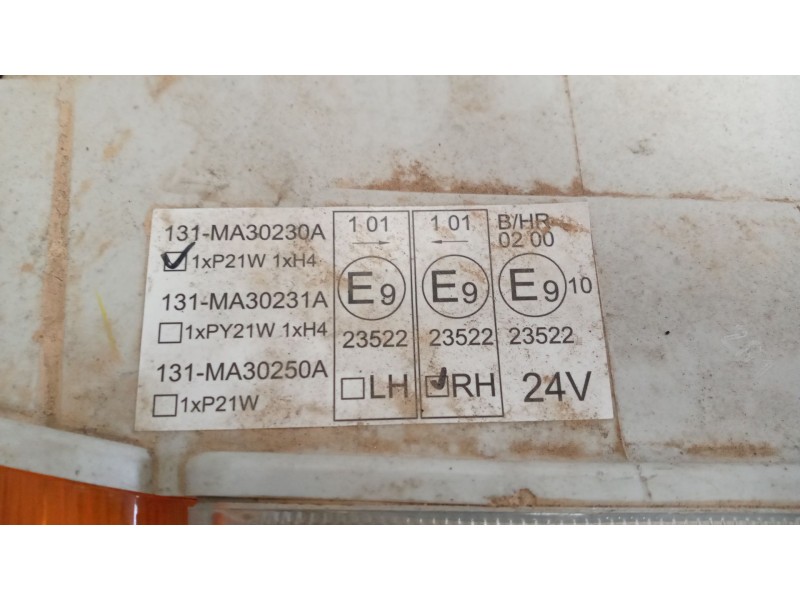 131-MA30230A
1xP21W 1xH4
131-MA30231A
1xPY21W 1xH4
131-MA30250A
1xP21W
1 01
→
E9
23522
LH
1 01
←
E9
23522
RH
B/HR
02 00
E9 10
23522
24V